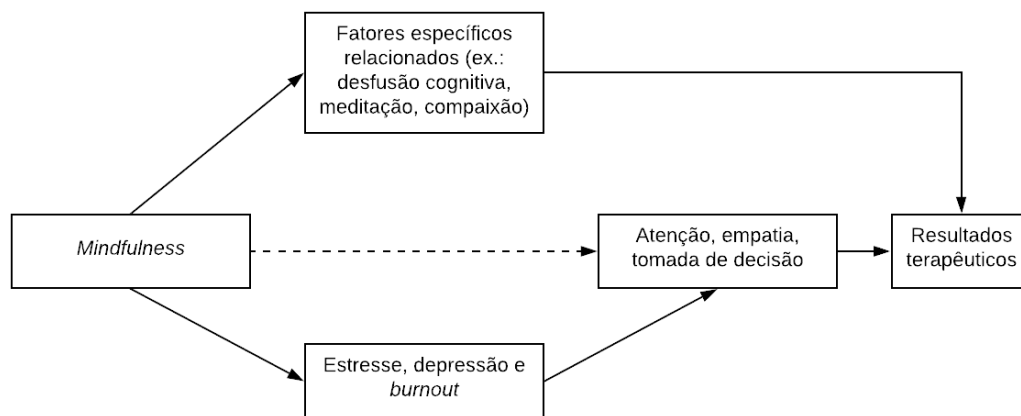 Fatores específicos
relacionados (ex.:
desfusão cognitiva,
meditação, compaixão)
Mindfulness
Atenção, empatia,
tomada de decisão
Resultados
terapêuticos
Estresse, depressão e
burnout